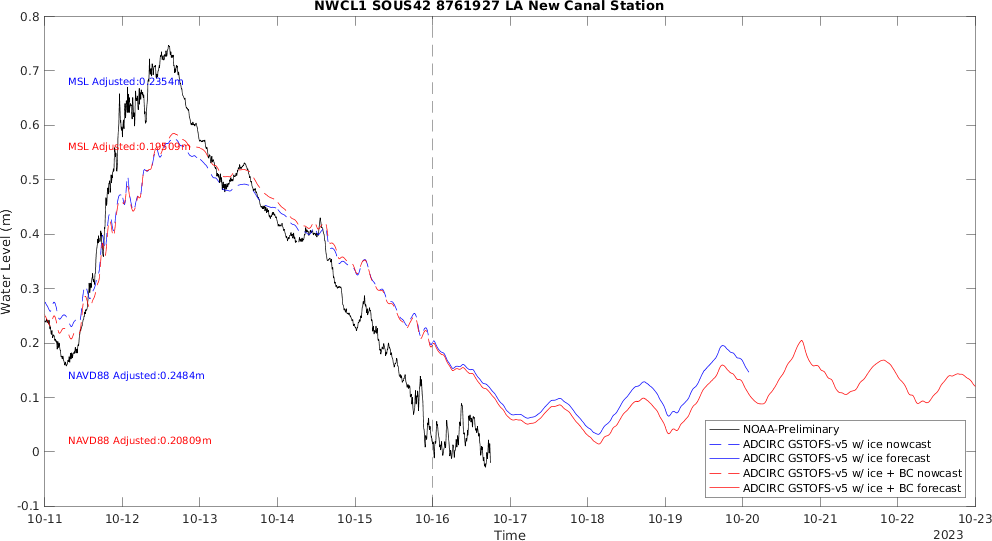 NWCL1 SOUS42 8761927 LA New Canal Station
0.8
0.7
0.6
0.5
0.4
0.3
0.2
0.1
0
-0.1
Water Level (m)
MSL Adjusted:0.2354m
MSL Adjusted:0.19509m
NAVD88 Adjusted:0.2484m
NAVD88 Adjusted:0.20809m
NOAA-Preliminary
ADCIRC GSTOFS-v5 w/ ice nowcast
ADCIRC GSTOFS-v5 w/ ice forecast
ADCIRC GSTOFS-v5 w/ ice + BC nowcast
ADCIRC GSTOFS-v5 w/ ice + BC forecast
10-11 10-12 10-13 10-14 10-15 10-16 10-17 10-18 10-19 10-20 10-21 10-22 10-23
Time
2023